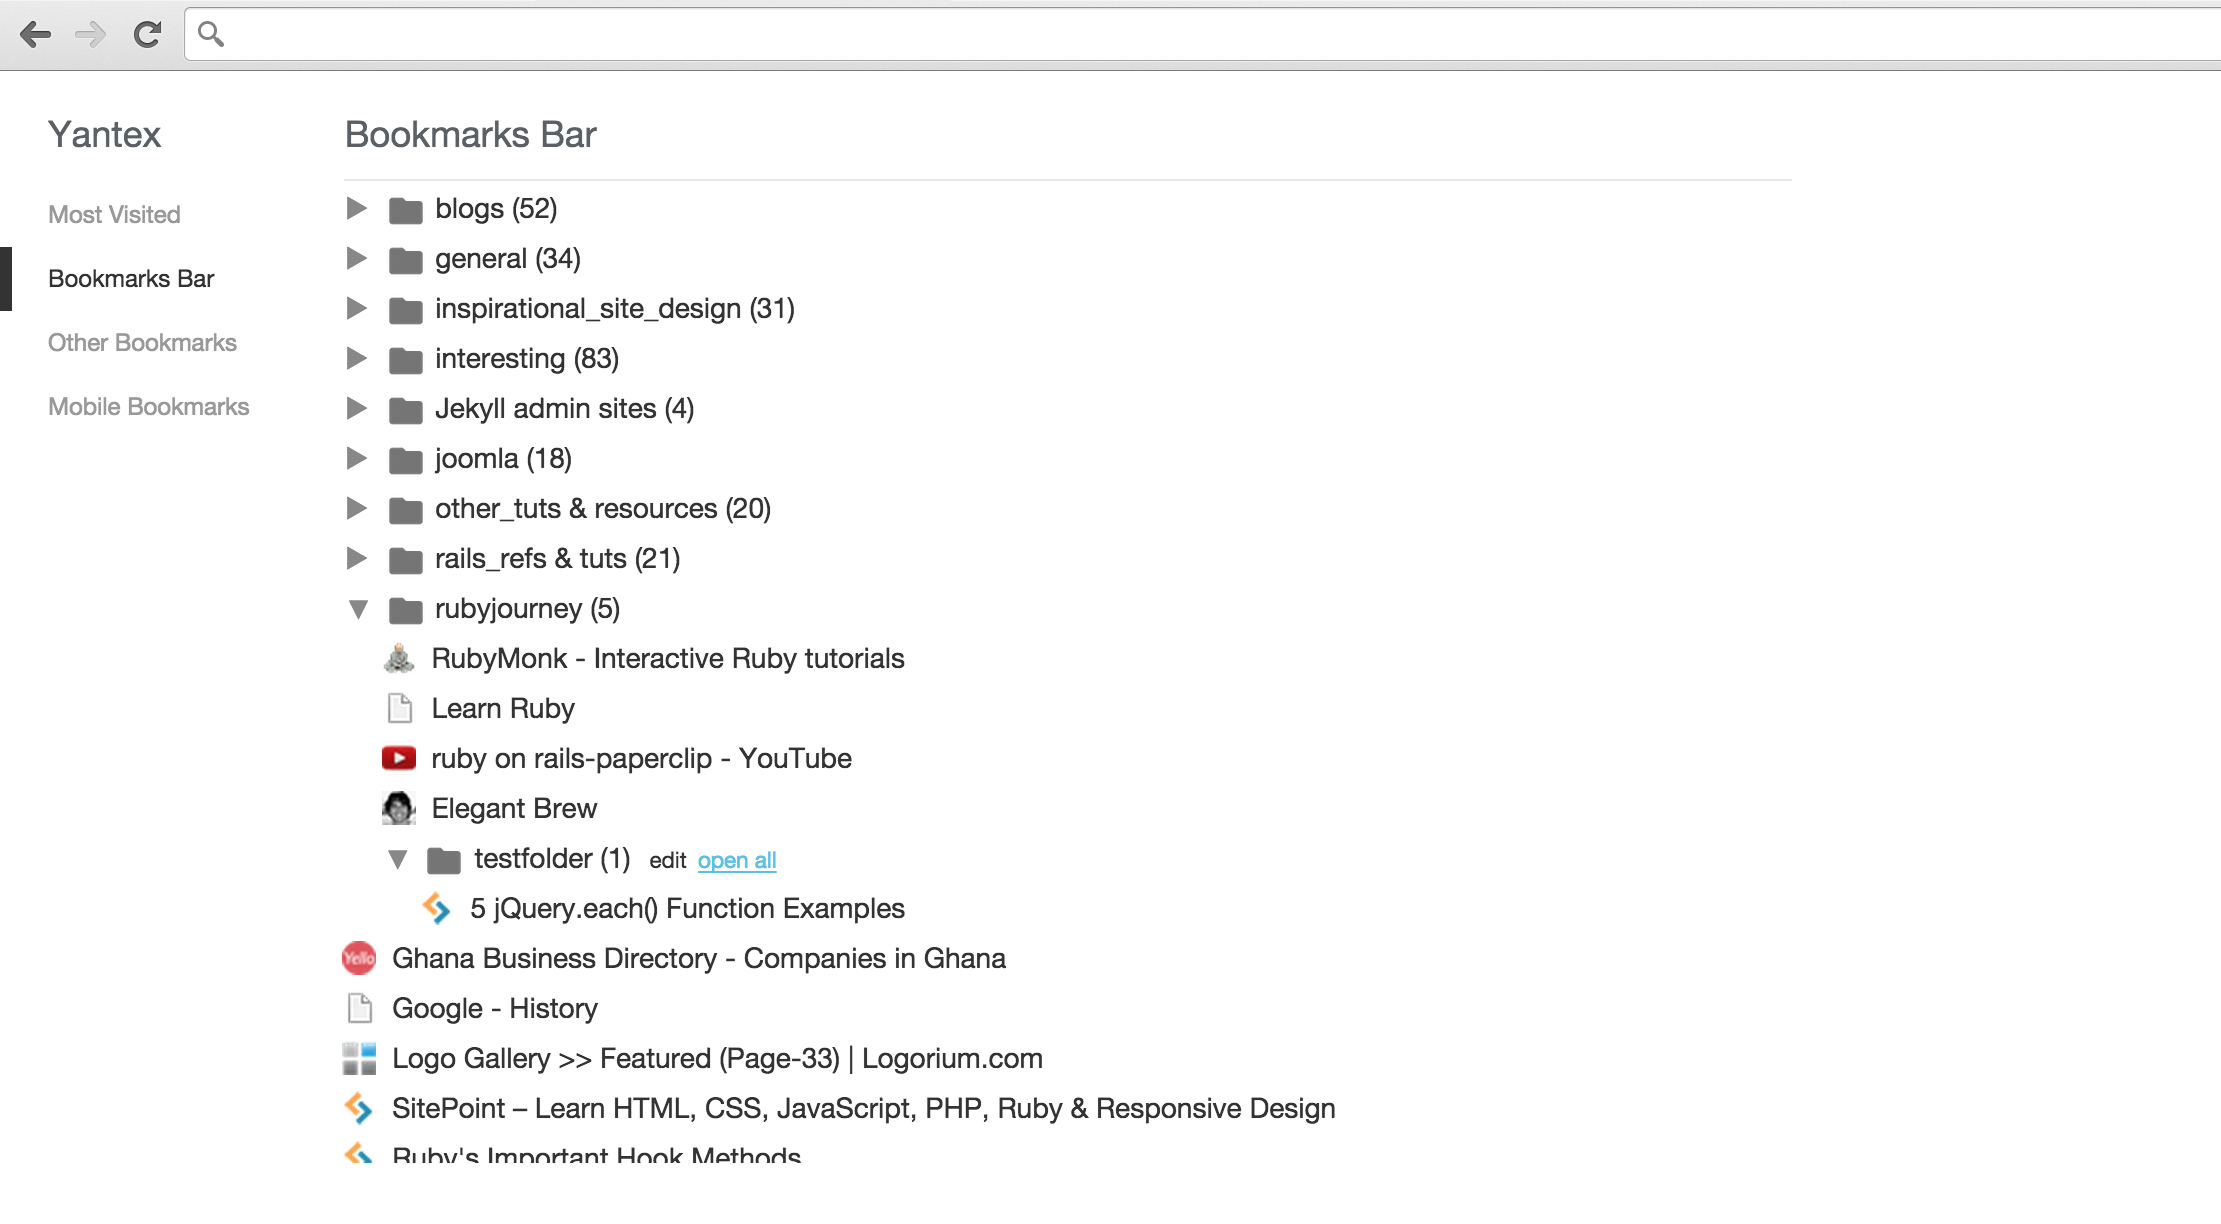 Yantex
Most Visited
Bookmarks Bar
Other Bookmarks
Mobile Bookmarks
Bookmarks Bar
blogs (52)
general (34)
inspirational_site_design (31)
interesting (83)
Jekyll admin sites (4)
joomla (18)
other_tuts & resources (20)
rails_refs & tuts (21)
rubyjourney (5)
RubyMonk - Interactive Ruby tutorials
Learn Ruby
ruby on rails-paperclip - YouTube
Elegant Brew
testfolder (1) edit open all
5 jQuery.each() Function Examples
Yello Ghana Business Directory - Companies in Ghana
Google - History
Logo Gallery >> Featured (Page-33) | Logorium.com
SitePoint – Learn HTML, CSS, JavaScript, PHP, Ruby & Responsive Design
Ruby's Important Hook Methods